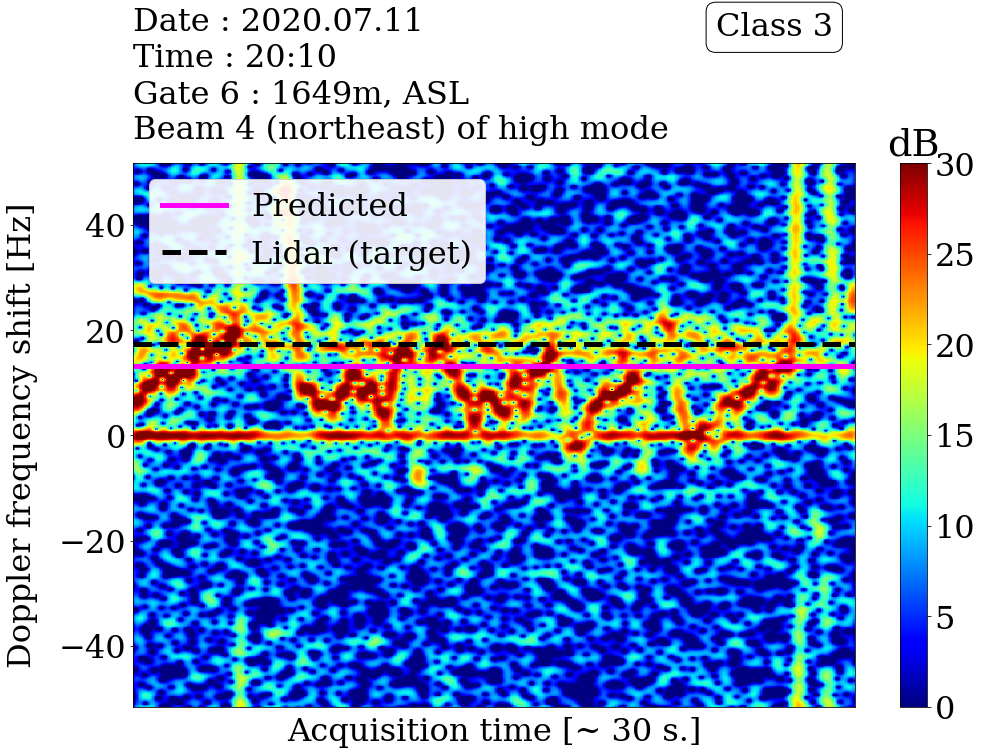 Date : 2020.07.11
Time : 20:10
Gate 6 : 1649m, ASL
Beam 4 (northeast) of high mode
Class 3
dB
Predicted
Lidar (target)
Doppler frequency shift [Hz]
40
20
0
−20
−40
30
25
20
15
10
5
0
Acquisition time [~ 30 s.]